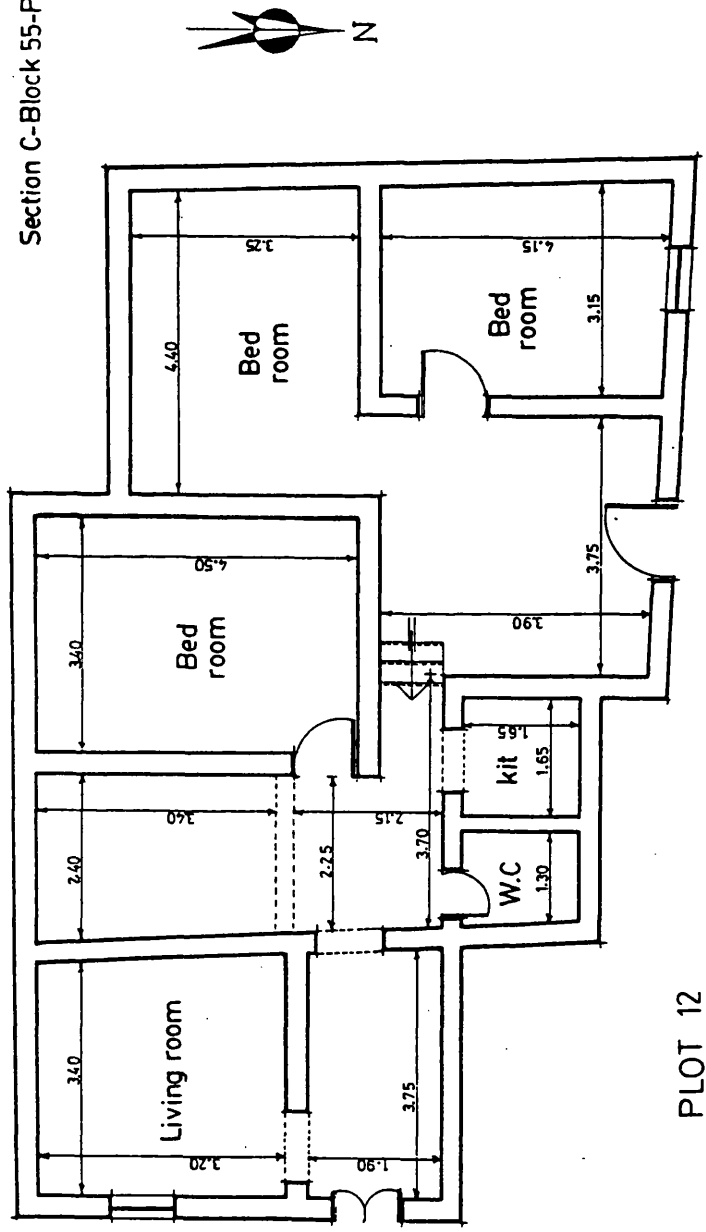 Section C-Block 55-P
N
4.40
3.25
Bed
room
4.15
Bed
room
3.15
3.40
4.50
Bed
room
3.75
3.90
2.40
3.40
2.15
2.25
3.70
kit
1.65
1.65
W.C
1.30
3.40
Living room
3.20
1.90
3.75
PLOT 12